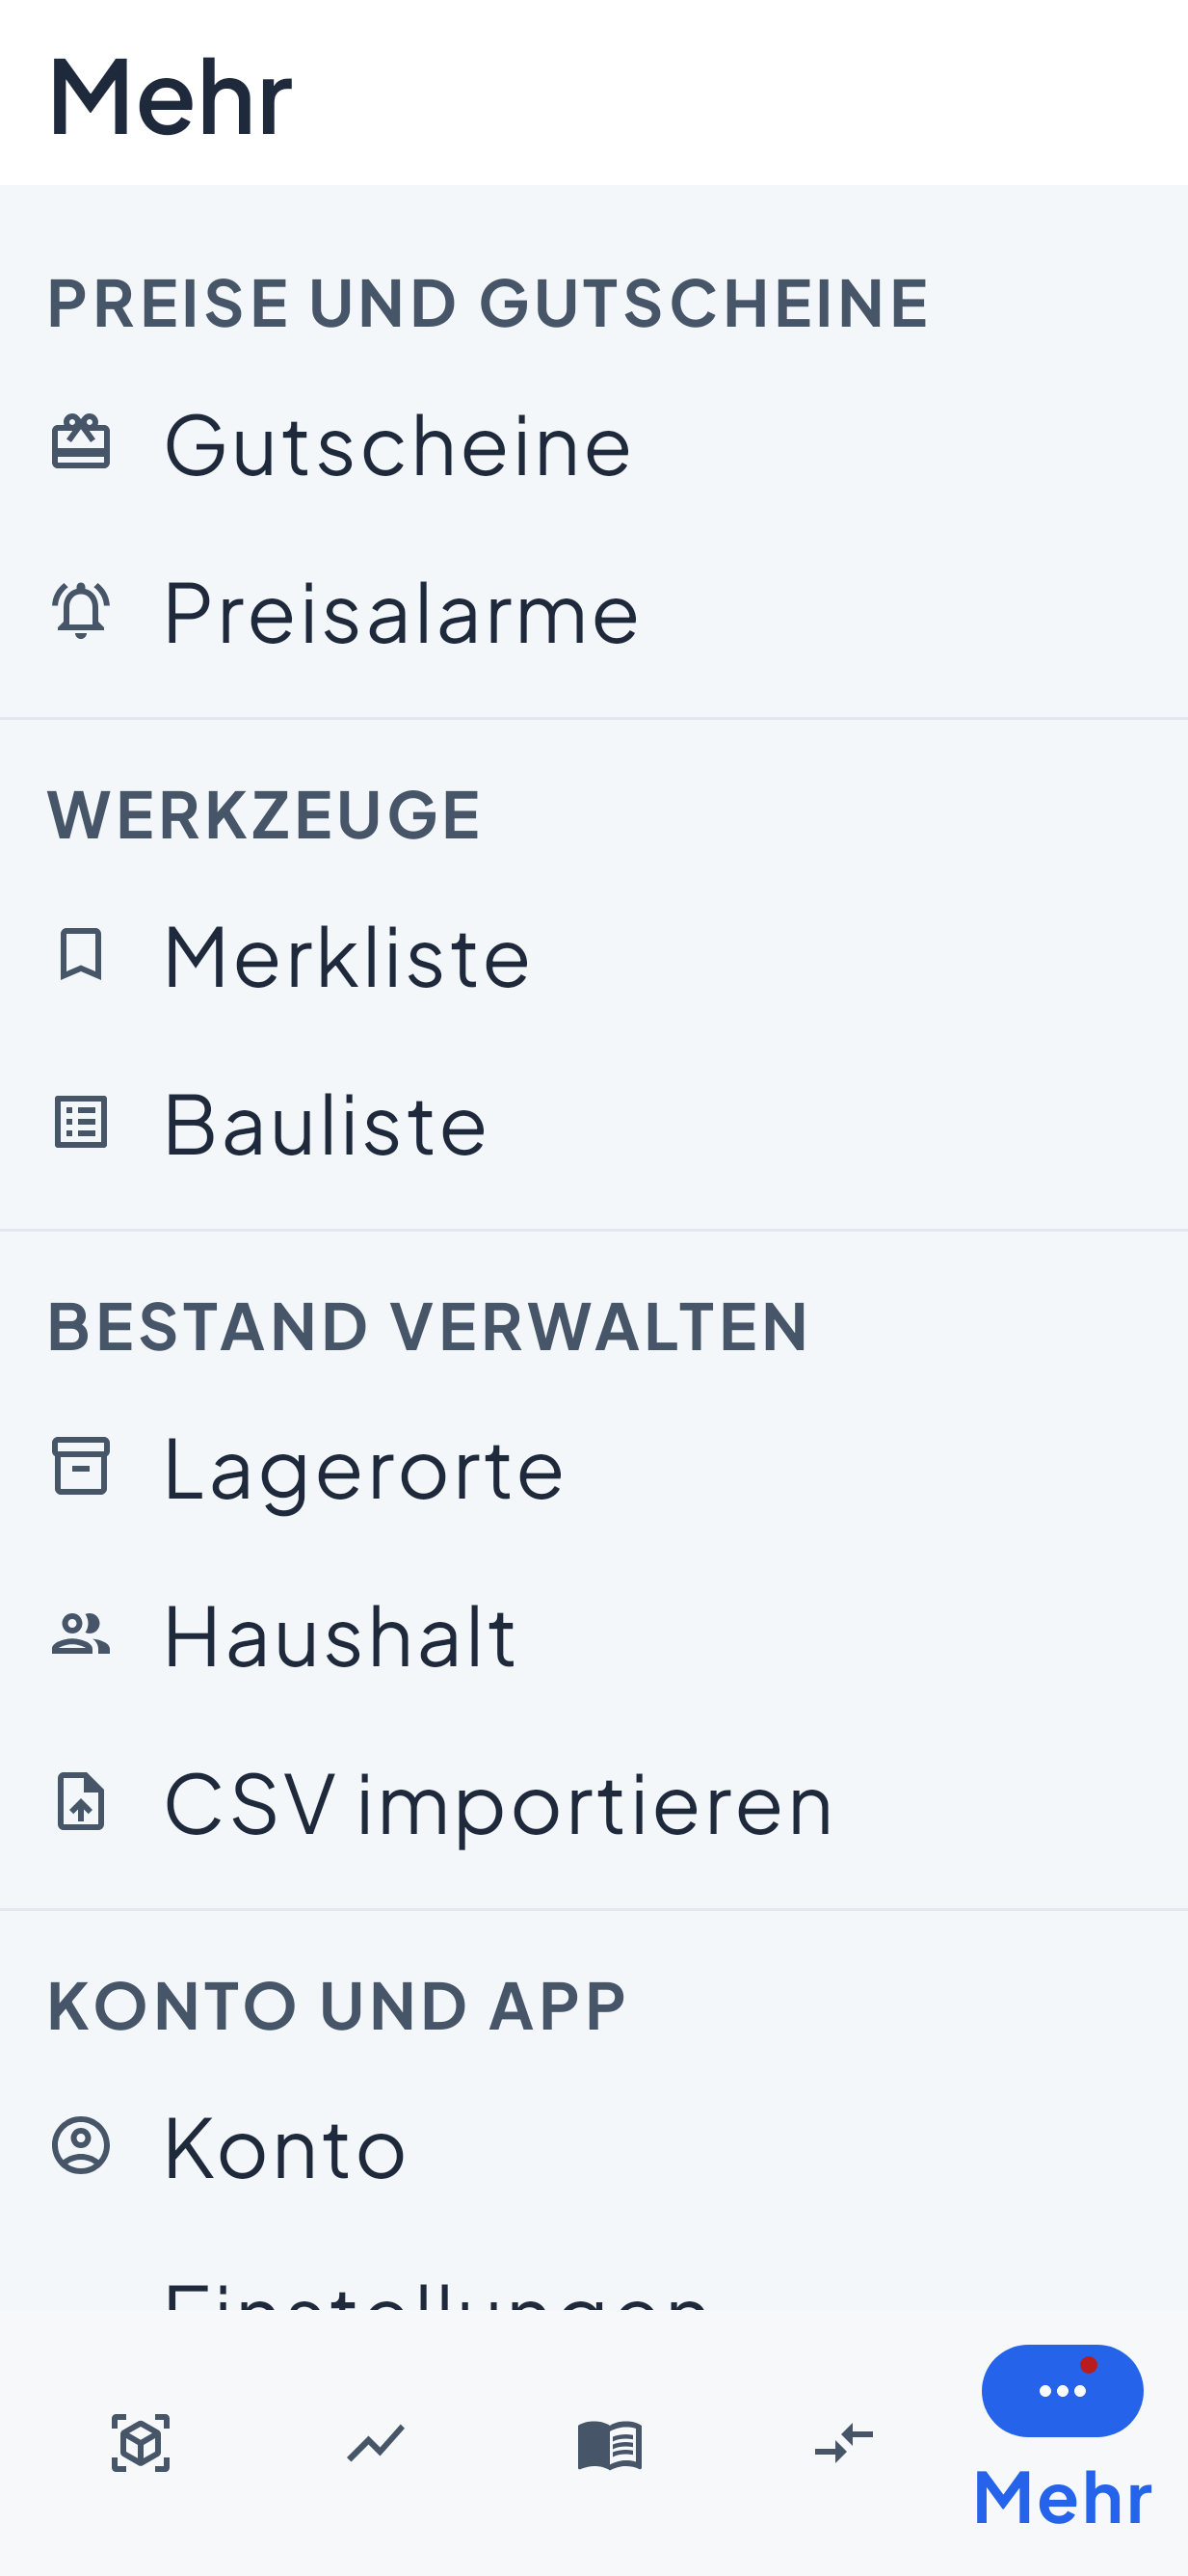 Mehr
PREISE UND GUTSCHEINE
Gutscheine
Preisalarme
WERKZEUGE
Merkliste
Bauliste
BESTAND VERWALTEN
Lagerorte
Haushalt
CSV importieren
KONTO UND APP
Konto
Einstellungen
Mehr